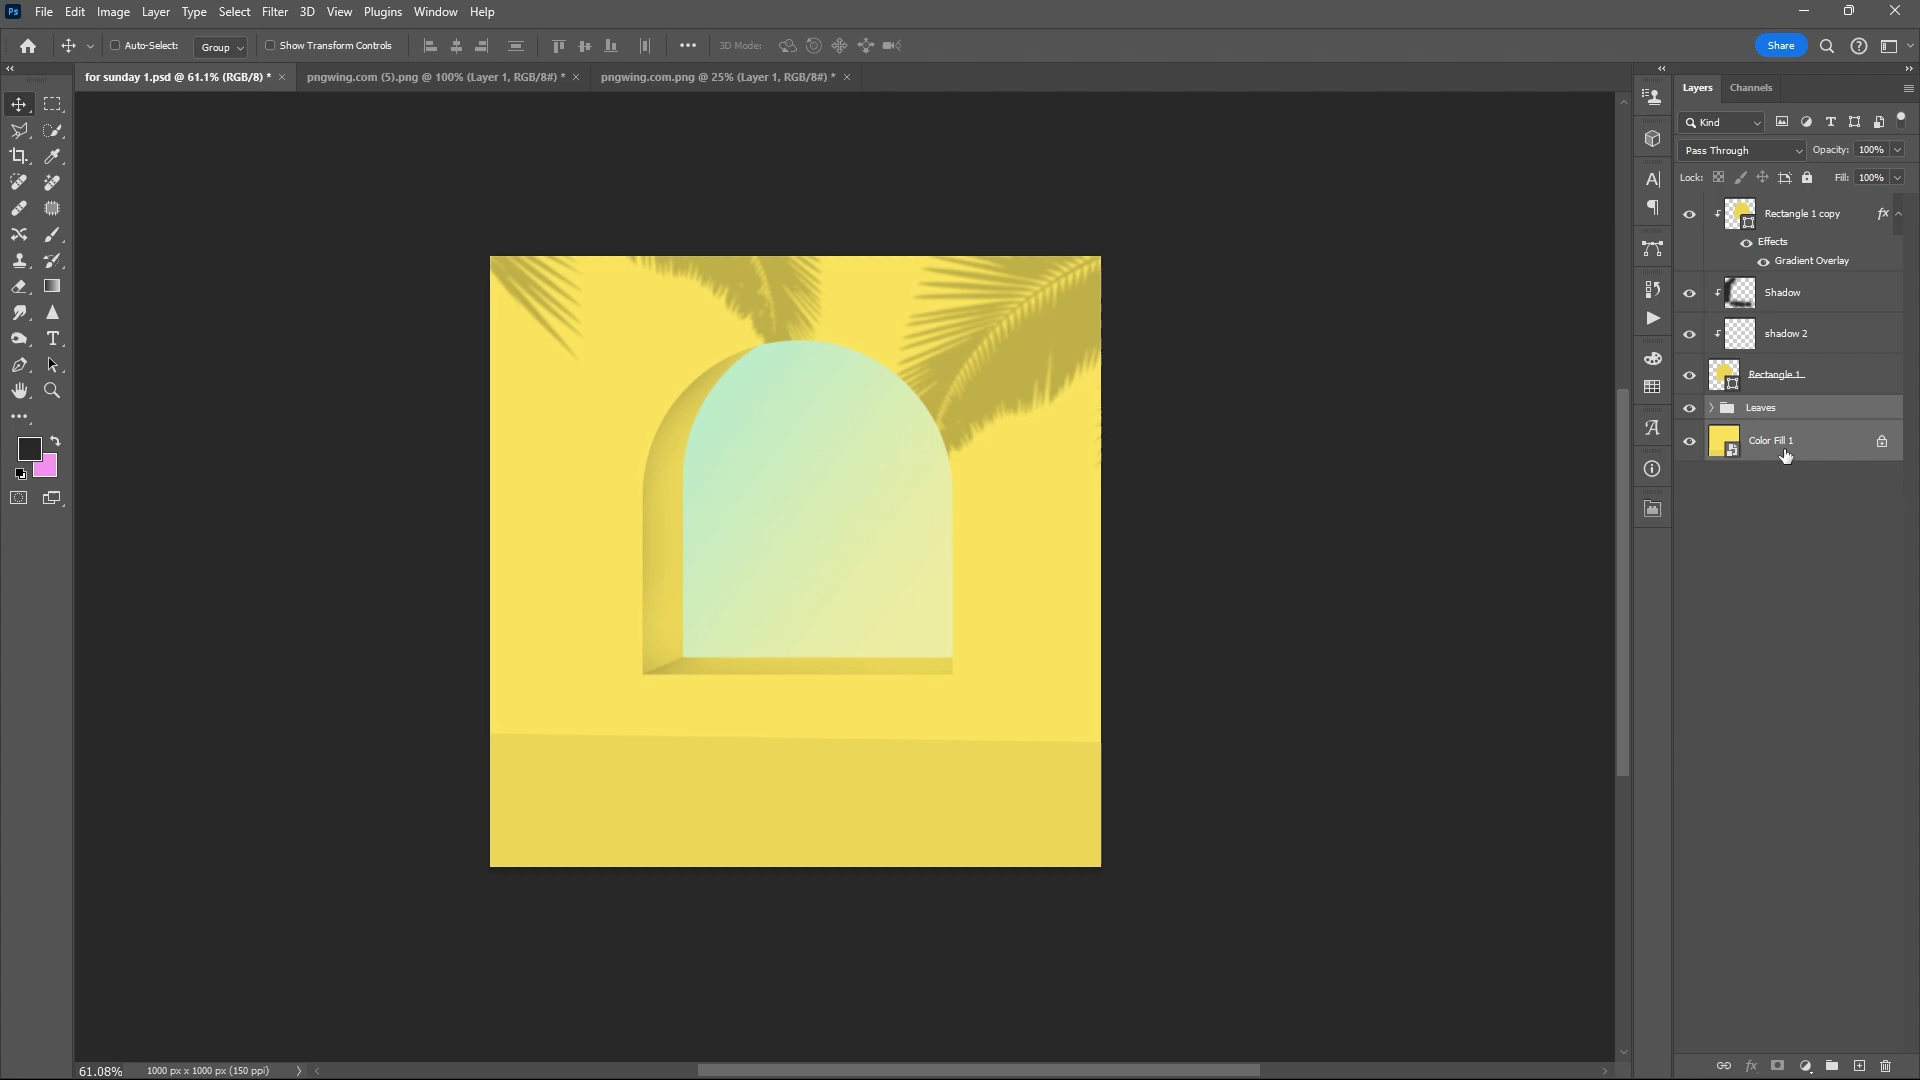 Ps File Edit Image Layer Type Select Filter 3D View Plugins Window Help
Auto-Select: Group Show Transform Controls 3D Mode: Share
for sunday 1.psd @ 61.1% (RGB/8) * × pngwing.com (5).png @ 100% (Layer 1, RGB/8#) * × pngwing.com.png @ 25% (Layer 1, RGB/8#) * ×
Layers Channels
Kind
Pass Through Opacity: 100%
Lock: Fill: 100%
Rectangle 1 copy fx
Effects
Gradient Overlay
Shadow
shadow 2
Rectangle 1
Leaves
Color Fill 1
61.08% 1000 px x 1000 px (150 ppi)